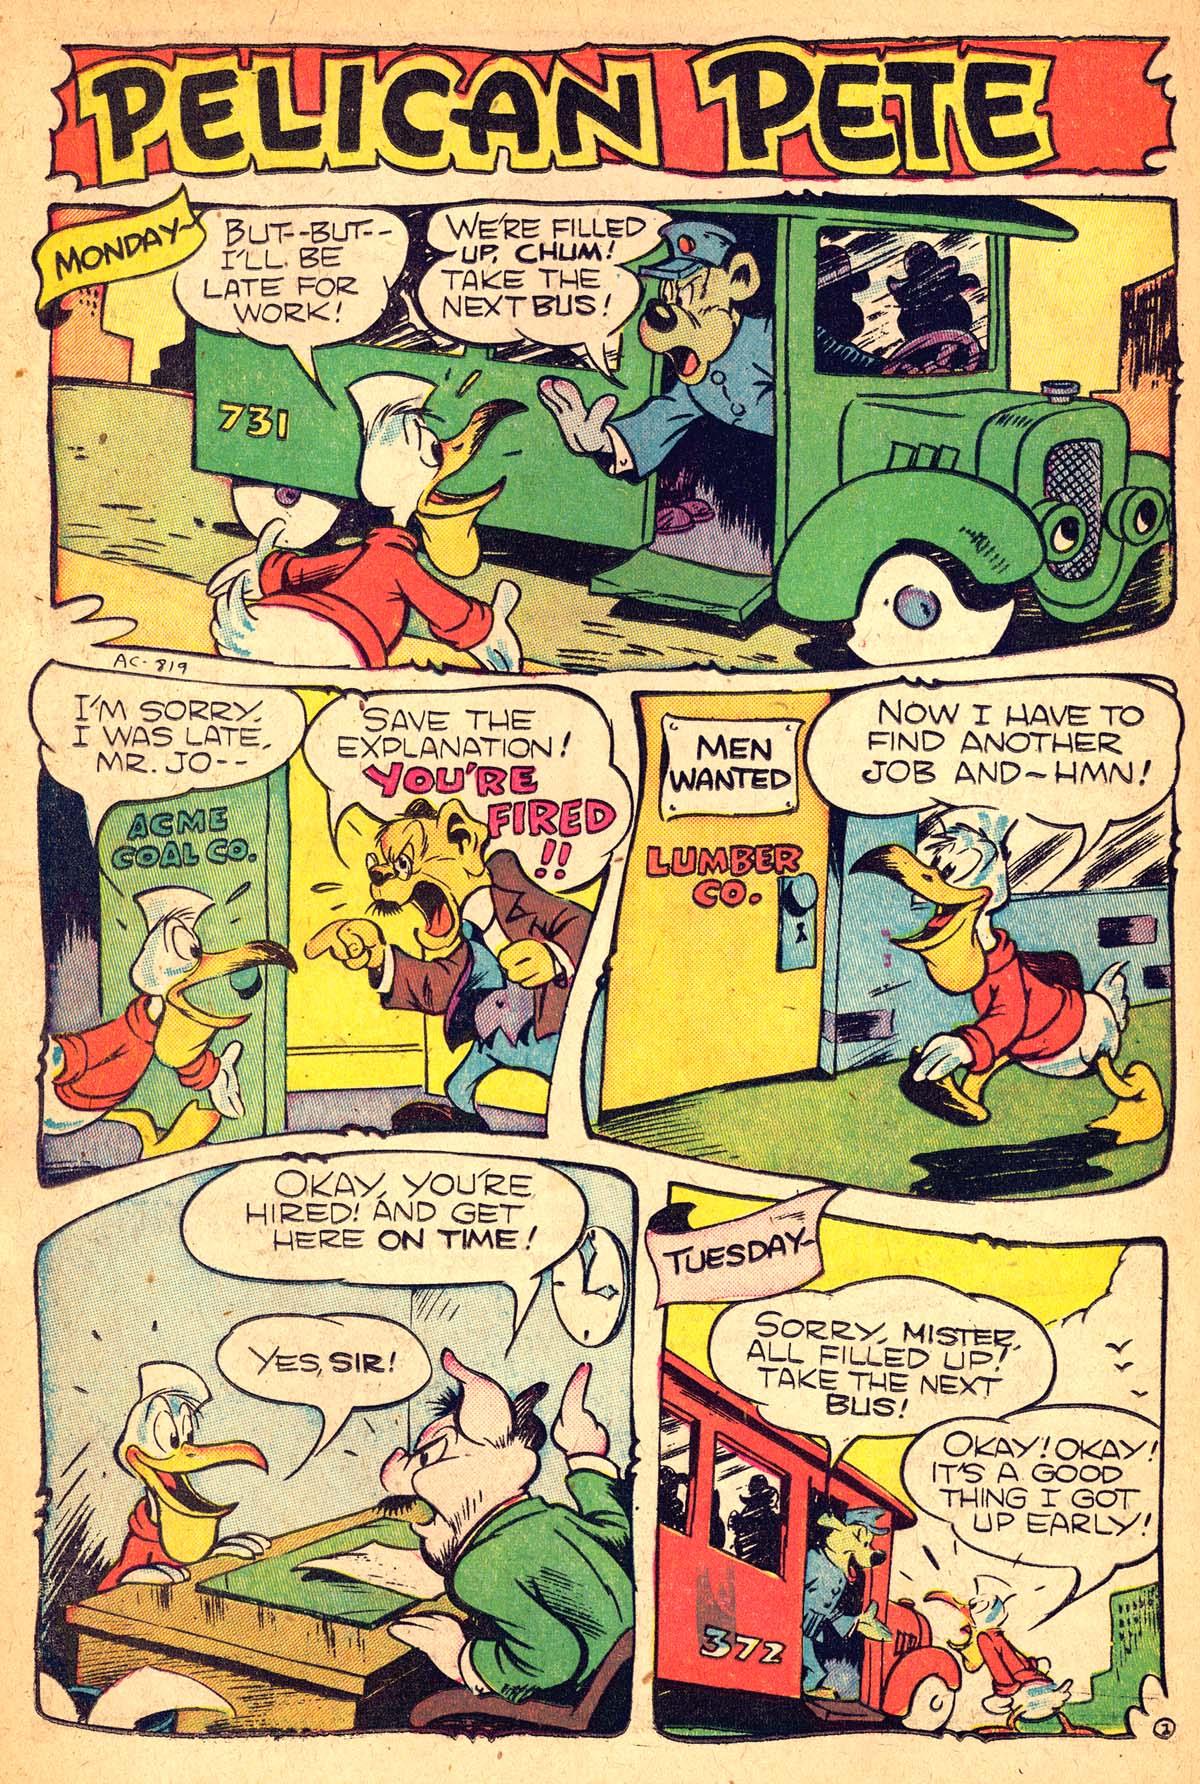 PELICAN PETE
MONDAY-
BUT--BUT--
I'LL BE
LATE FOR
WORK!
WE'RE FILLED
UP, CHUM!
TAKE THE
NEXT BUS!
731
AC-819
I'M SORRY,
I WAS LATE,
MR. JO--
SAVE THE
EXPLANATION!
YOU'RE
FIRED
!!
ACME
COAL CO.
MEN
WANTED
LUMBER
CO.
NOW I HAVE TO
FIND ANOTHER
JOB AND~HMN!
OKAY, YOU'RE
HIRED! AND GET
HERE ON TIME!
YES, SIR!
TUESDAY-
SORRY, MISTER,
ALL FILLED UP!
TAKE THE NEXT
BUS!
OKAY! OKAY!
IT'S A GOOD
THING I GOT
UP EARLY!
372
1